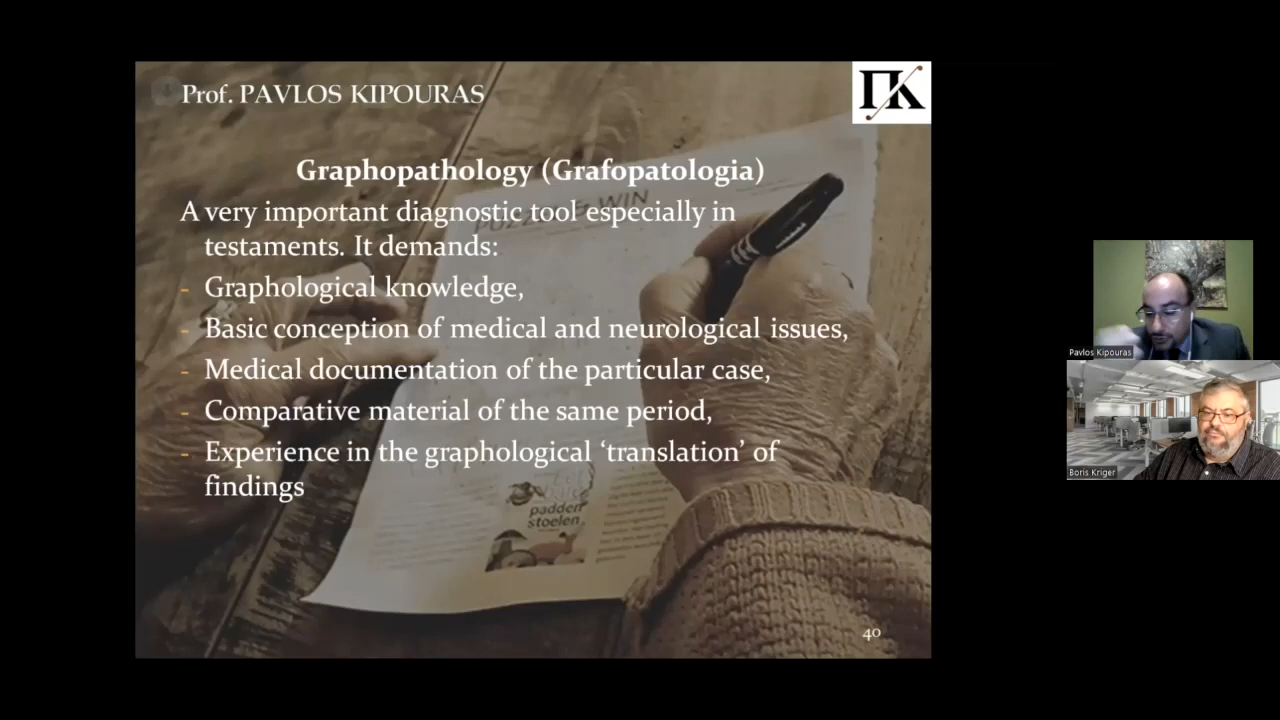 Prof. PAVLOS KIPOURAS
ΠΚ
Graphopathology (Grafopatologia)
A very important diagnostic tool especially in
testaments. It demands:
- Graphological knowledge,
- Basic conception of medical and neurological issues,
- Medical documentation of the particular case,
- Comparative material of the same period,
- Experience in the graphological ‘translation’ of
findings
PUZZEL & WIN
padden
stoelen
40
Pavlos Kipouras
Boris Kriger